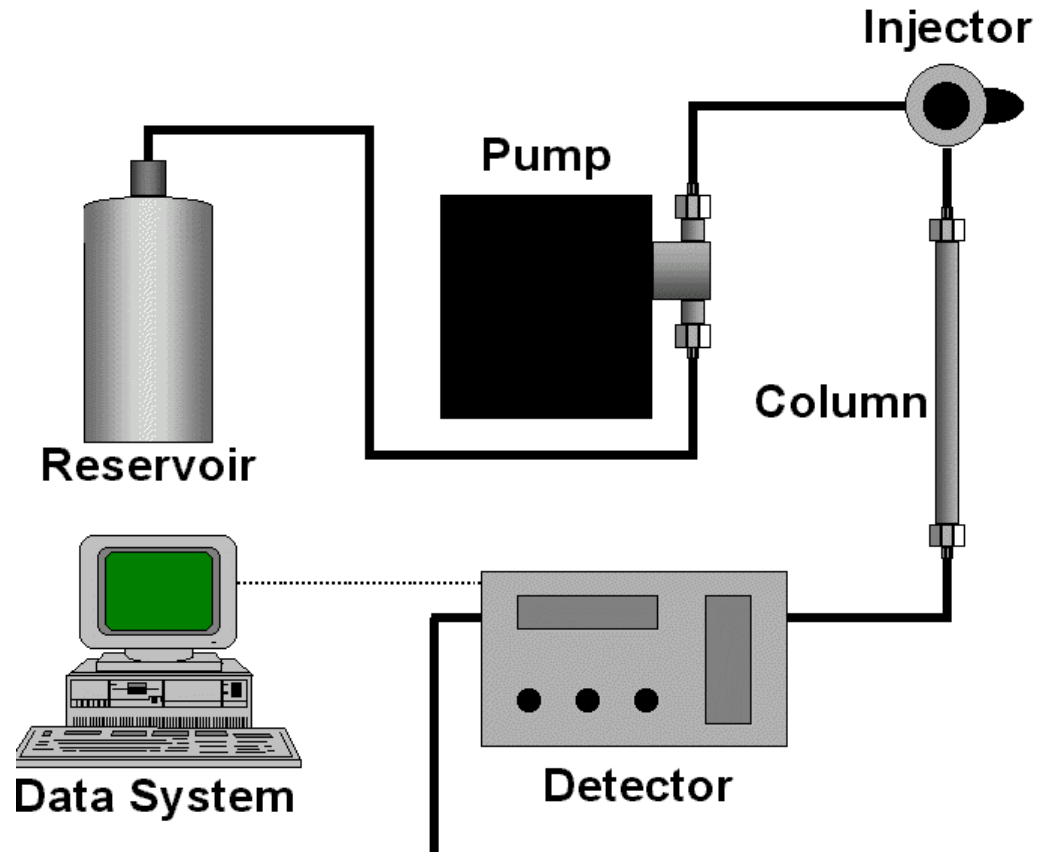 Injector
Pump
Column
Reservoir
Data System
Detector